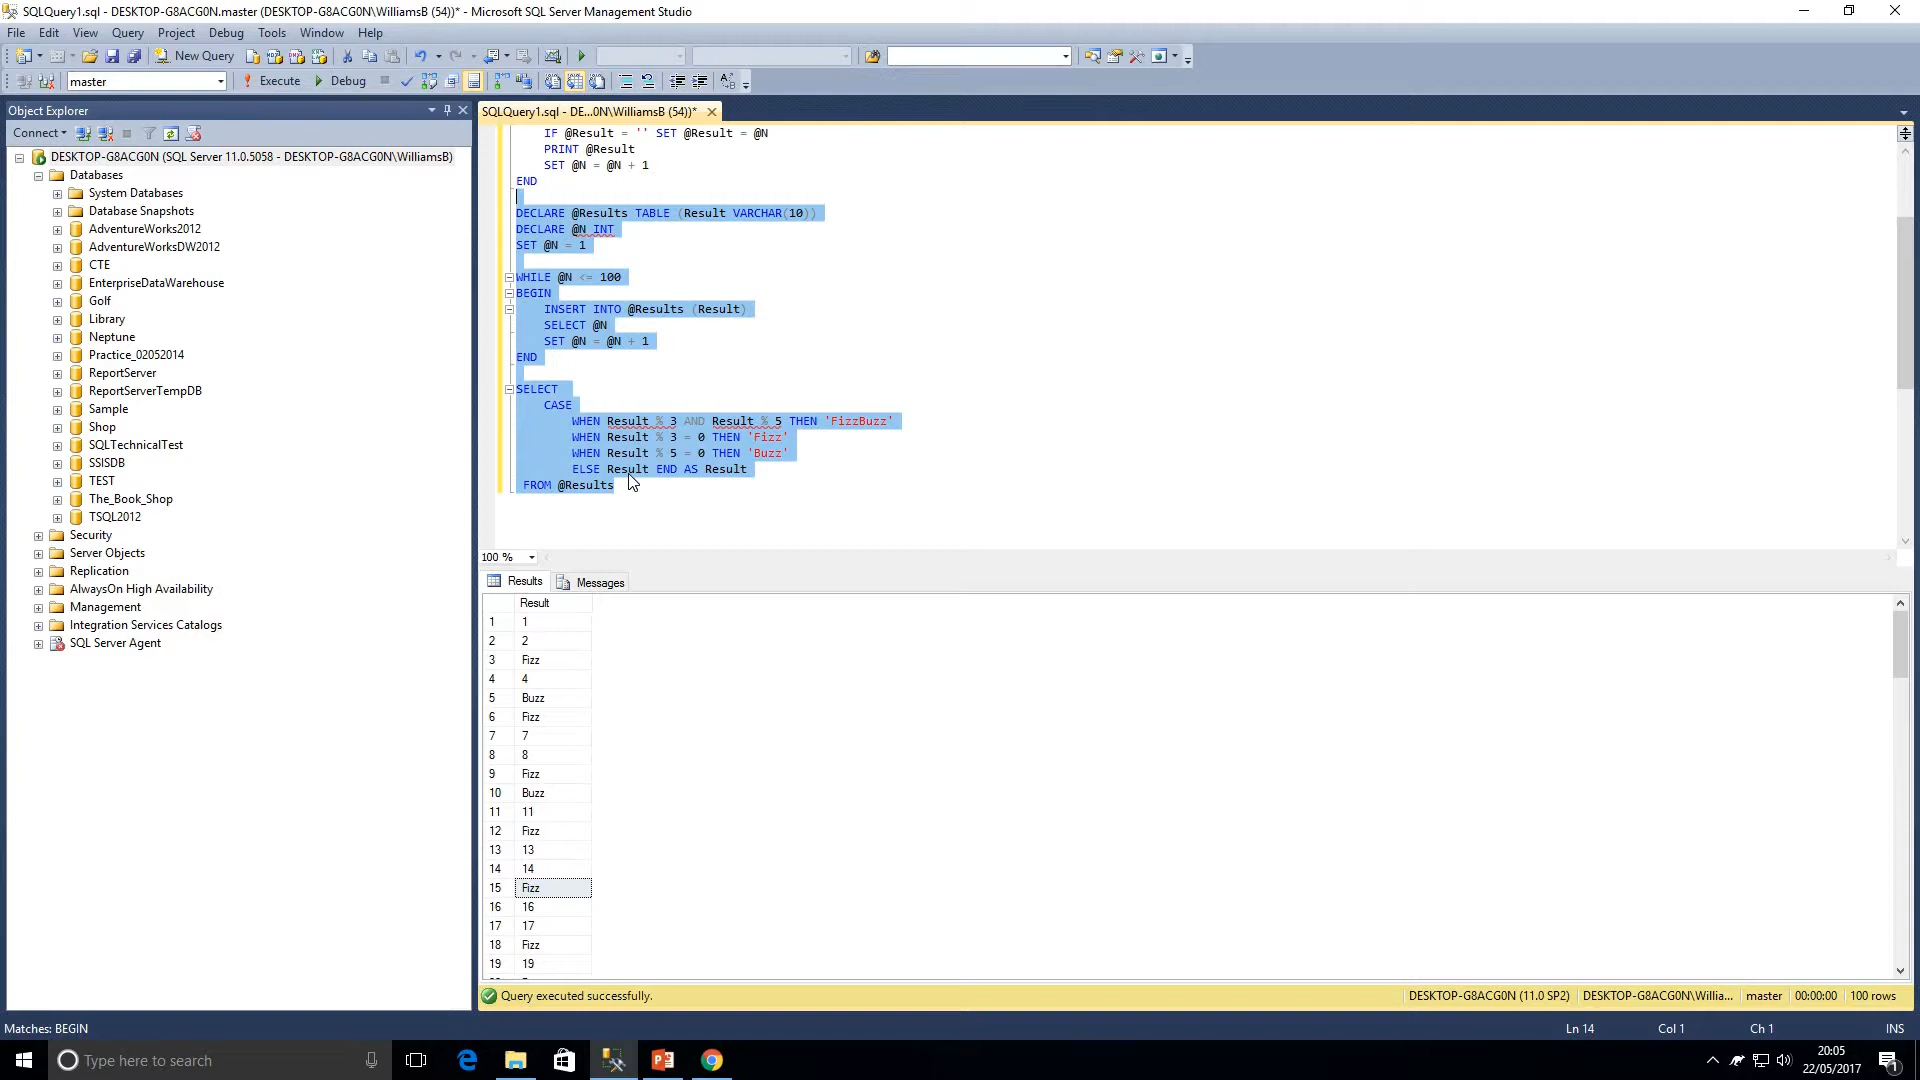 SQLQuery1.sql - DESKTOP-G8ACG0N.master (DESKTOP-G8ACG0N\WilliamsB (54))* - Microsoft SQL Server Management Studio
File Edit View Query Project Debug Tools Window Help
New Query
master Execute Debug
Object Explorer
Connect
DESKTOP-G8ACG0N (SQL Server 11.0.5058 - DESKTOP-G8ACG0N\WilliamsB)
Databases
System Databases
Database Snapshots
AdventureWorks2012
AdventureWorksDW2012
CTE
EnterpriseDataWarehouse
Golf
Library
Neptune
Practice_02052014
ReportServer
ReportServerTempDB
Sample
Shop
SQLTechnicalTest
SSISDB
TEST
The_Book_Shop
TSQL2012
Security
Server Objects
Replication
AlwaysOn High Availability
Management
Integration Services Catalogs
SQL Server Agent
SQLQuery1.sql - DE...0N\WilliamsB (54))*
IF @Result = '' SET @Result = @N
PRINT @Result
SET @N = @N + 1
END
DECLARE @Results TABLE (Result VARCHAR(10))
DECLARE @N INT
SET @N = 1
WHILE @N <= 100
BEGIN
INSERT INTO @Results (Result)
SELECT @N
SET @N = @N + 1
END
SELECT
CASE
WHEN Result % 3 AND Result % 5 THEN 'FizzBuzz'
WHEN Result % 3 = 0 THEN 'Fizz'
WHEN Result % 5 = 0 THEN 'Buzz'
ELSE Result END AS Result
FROM @Results
100 %
Results Messages
Result
1 1
2 2
3 Fizz
4 4
5 Buzz
6 Fizz
7 7
8 8
9 Fizz
10 Buzz
11 11
12 Fizz
13 13
14 14
15 Fizz
16 16
17 17
18 Fizz
19 19
Query executed successfully. DESKTOP-G8ACG0N (11.0 SP2) DESKTOP-G8ACG0N\Willia... master 00:00:00 100 rows
Matches: BEGIN Ln 14 Col 1 Ch 1 INS
Type here to search
20:05
22/05/2017
1